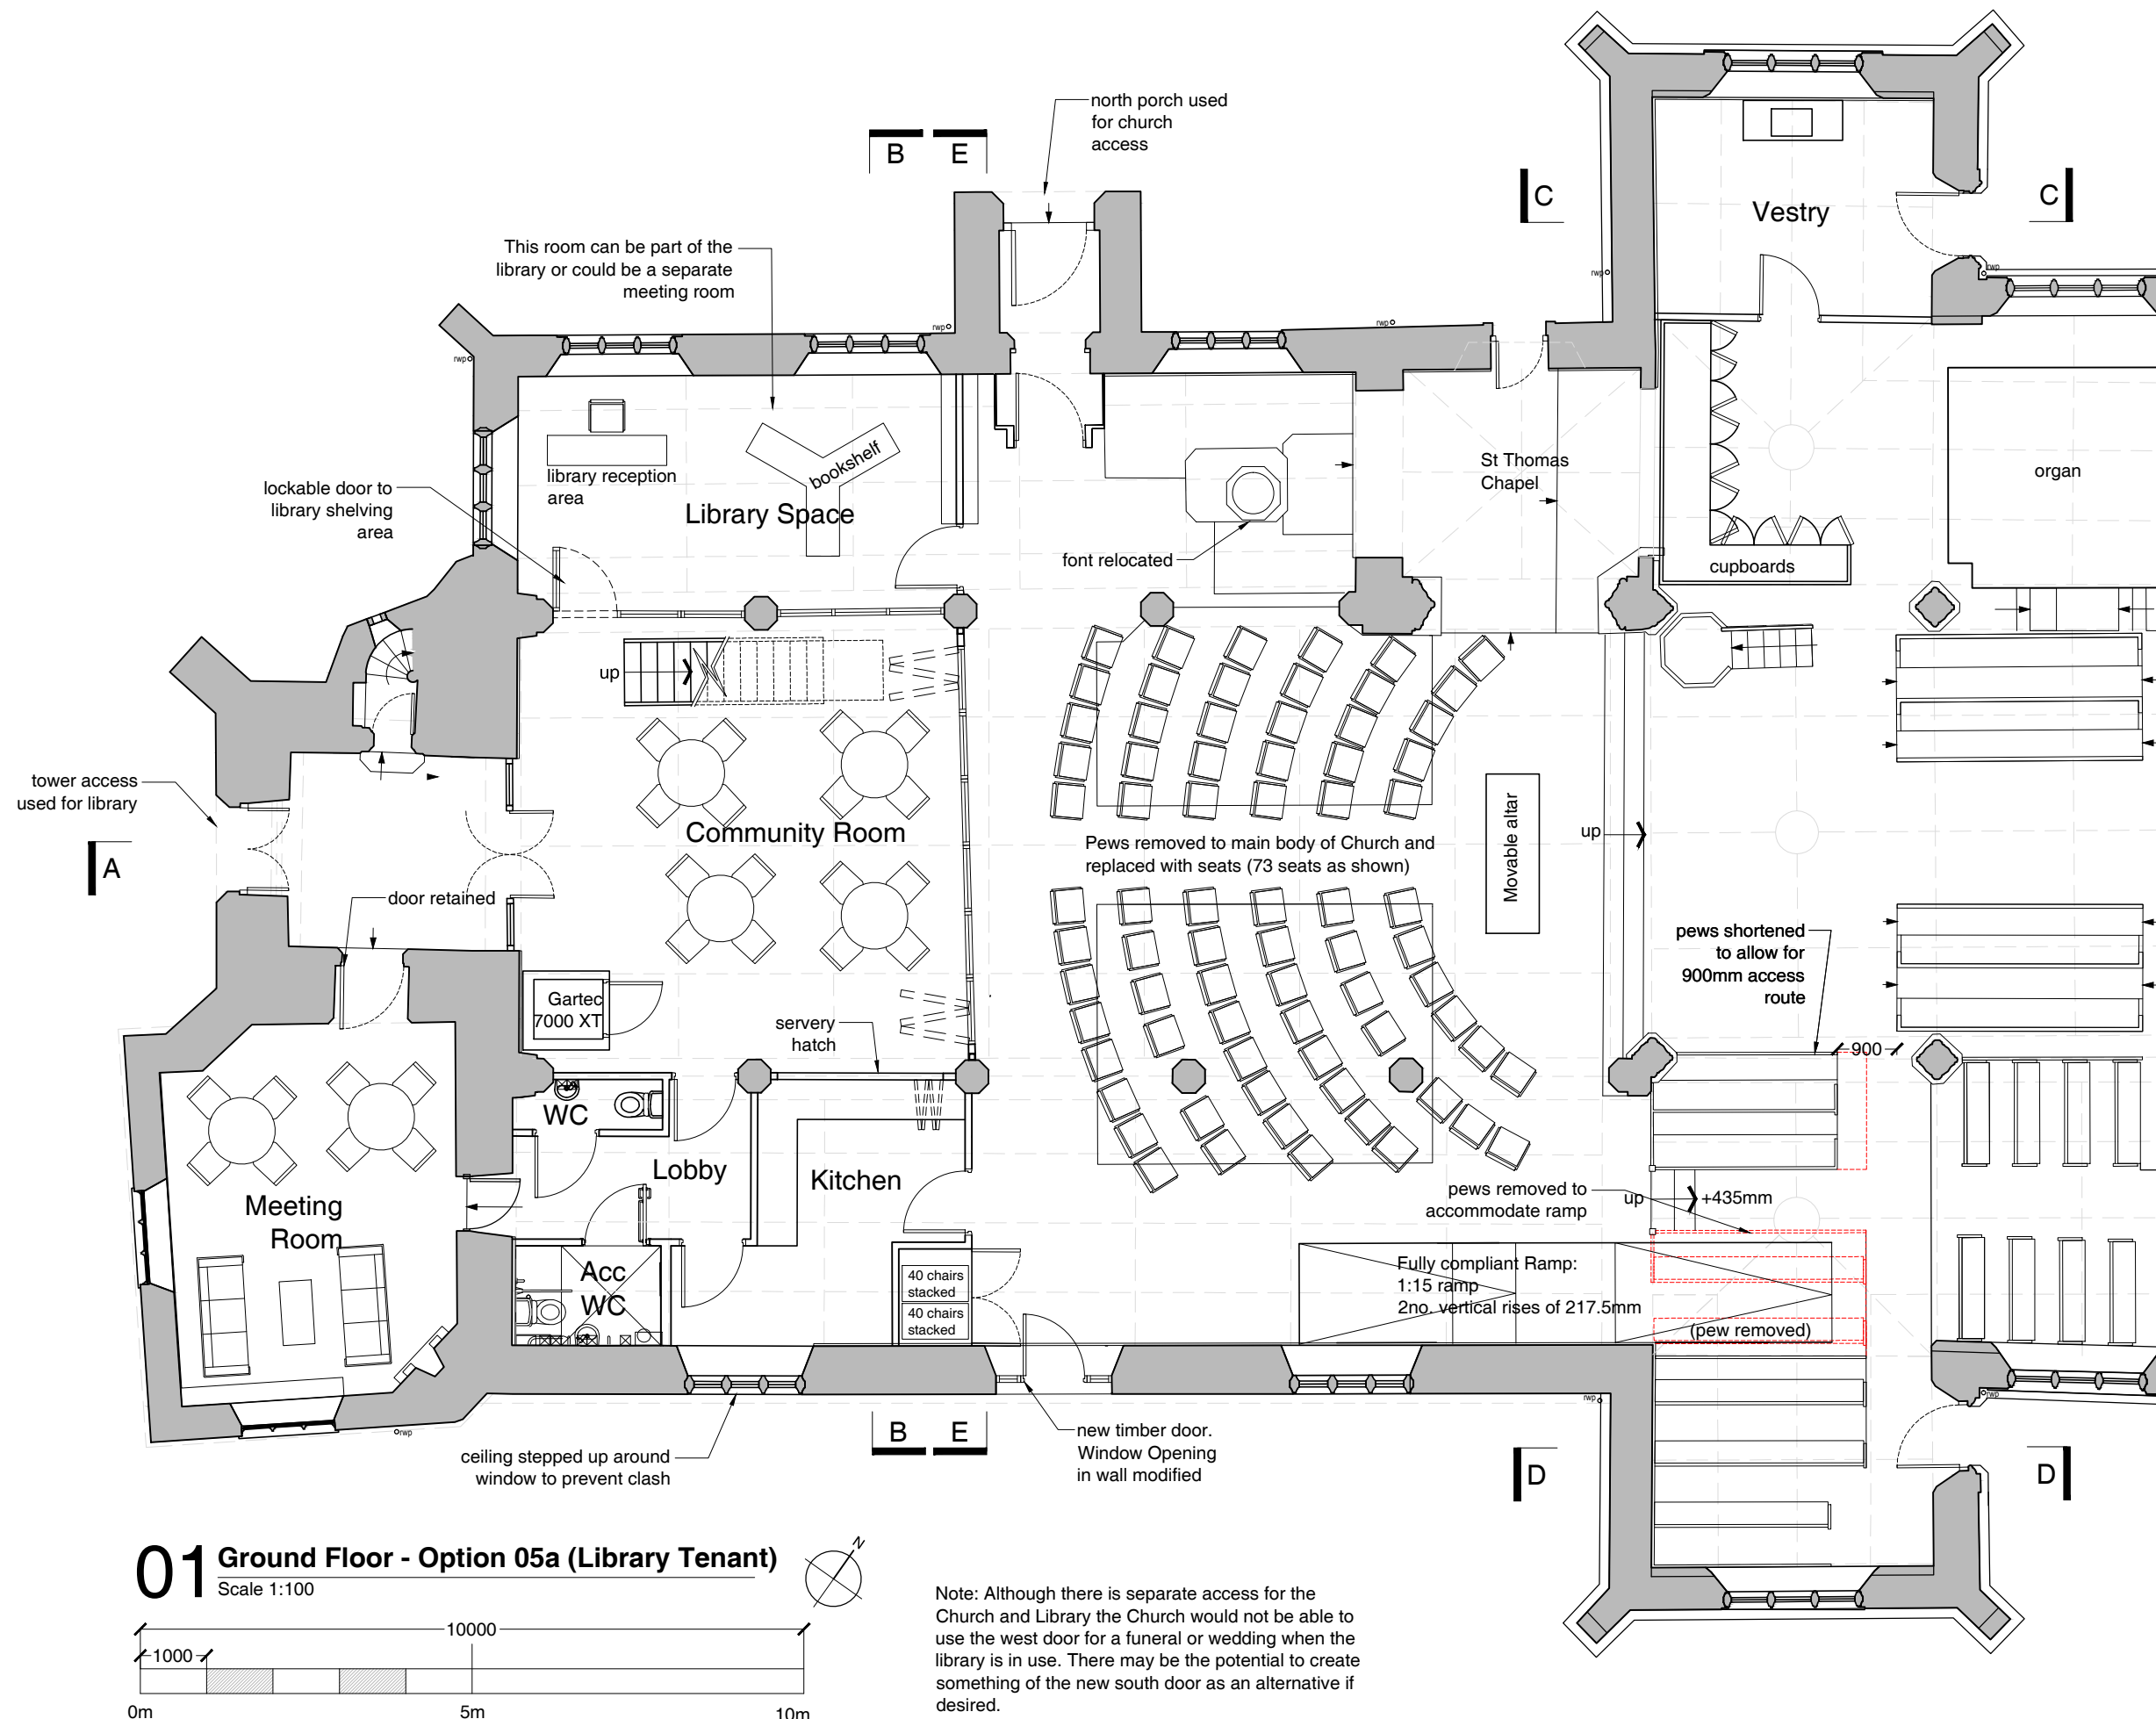 north porch used
for church
access
B
E
C
C
Vestry
rwp
rwp
This room can be part of the
library or could be a separate
meeting room
rwp
rwp
rwp
library reception
area
bookshelf
Library Space
lockable door to
library shelving
area
St Thomas
Chapel
organ
font relocated
cupboards
up
tower access
used for library
A
Community Room
Pews removed to main body of Church and
replaced with seats (73 seats as shown)
Movable altar
up
door retained
pews shortened
to allow for
900mm access
route
900
Gartec
7000 XT
servery
hatch
WC
Lobby
Kitchen
Meeting
Room
Acc
WC
40 chairs
stacked
40 chairs
stacked
pews removed to
accommodate ramp
up
+435mm
Fully compliant Ramp:
1:15 ramp
2no. vertical rises of 217.5mm
(pew removed)
rwp
rwp
rwp
ceiling stepped up around
window to prevent clash
B
E
new timber door.
Window Opening
in wall modified
D
D
01
Ground Floor - Option 05a (Library Tenant)
Scale 1:100
N
10000
1000
0m
5m
10m
Note: Although there is separate access for the
Church and Library the Church would not be able to
use the west door for a funeral or wedding when the
library is in use. There may be the potential to create
something of the new south door as an alternative if
desired.